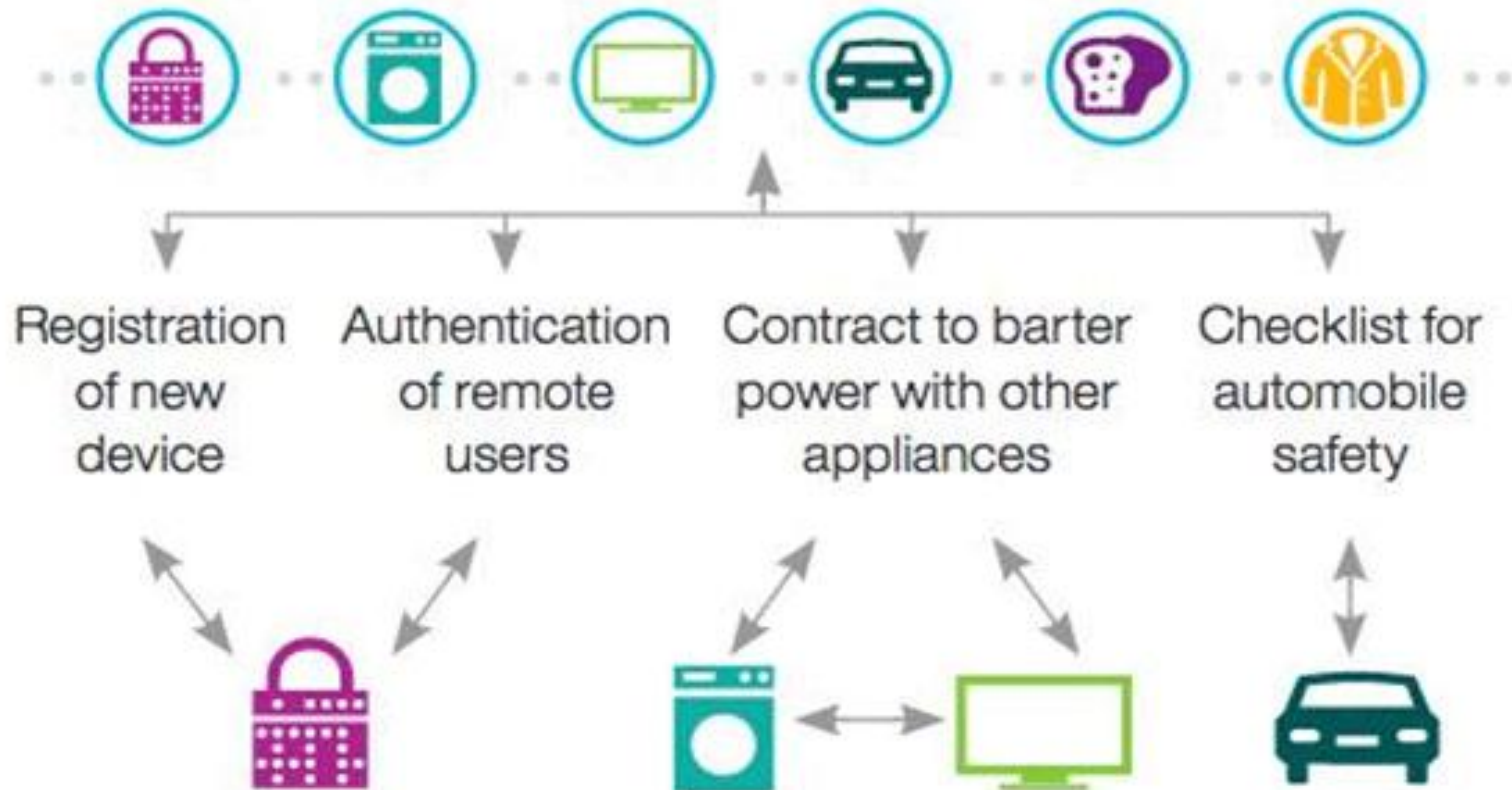 Registration
of new
device
Authentication
of remote
users
Contract to barter
power with other
appliances
Checklist for
automobile
safety